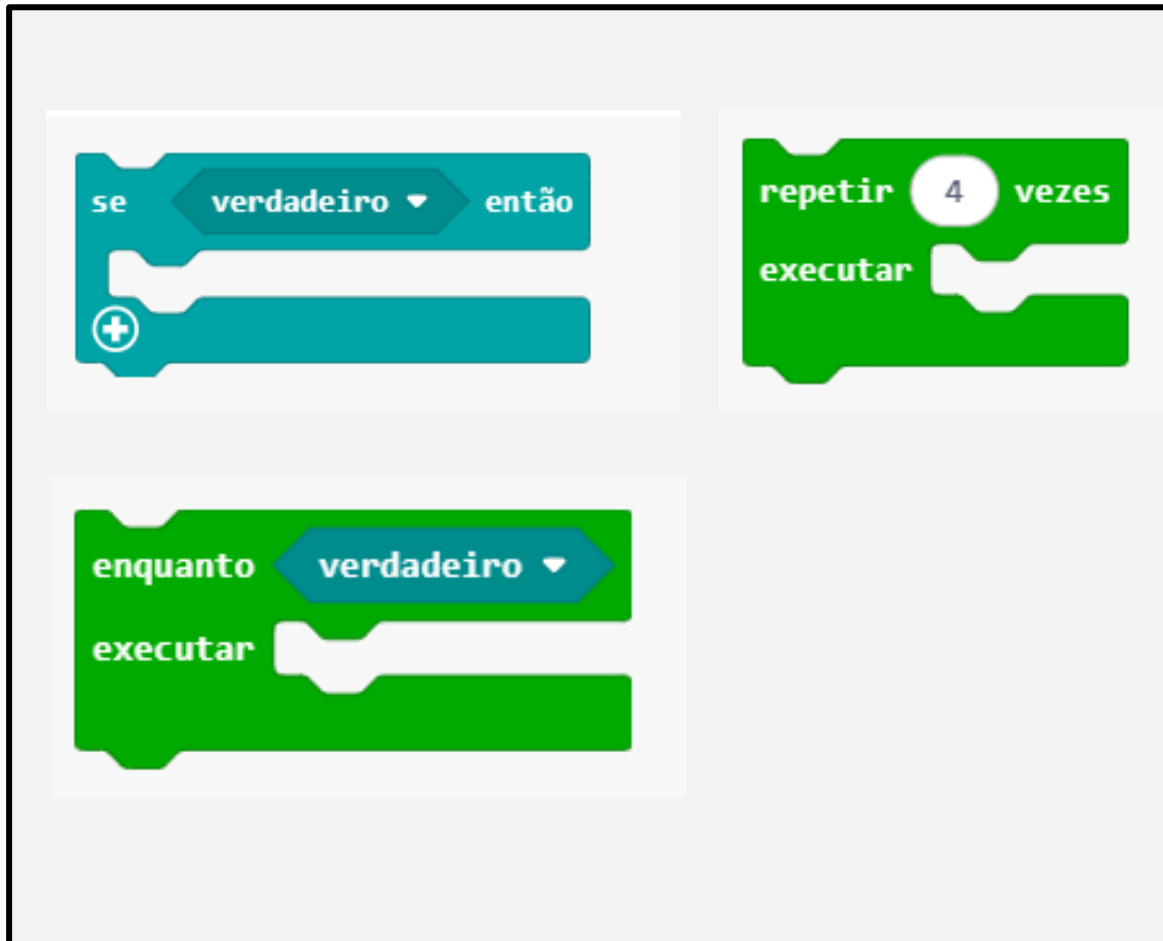 se verdadeiro então
repetir 4 vezes
executar
enquanto verdadeiro
executar